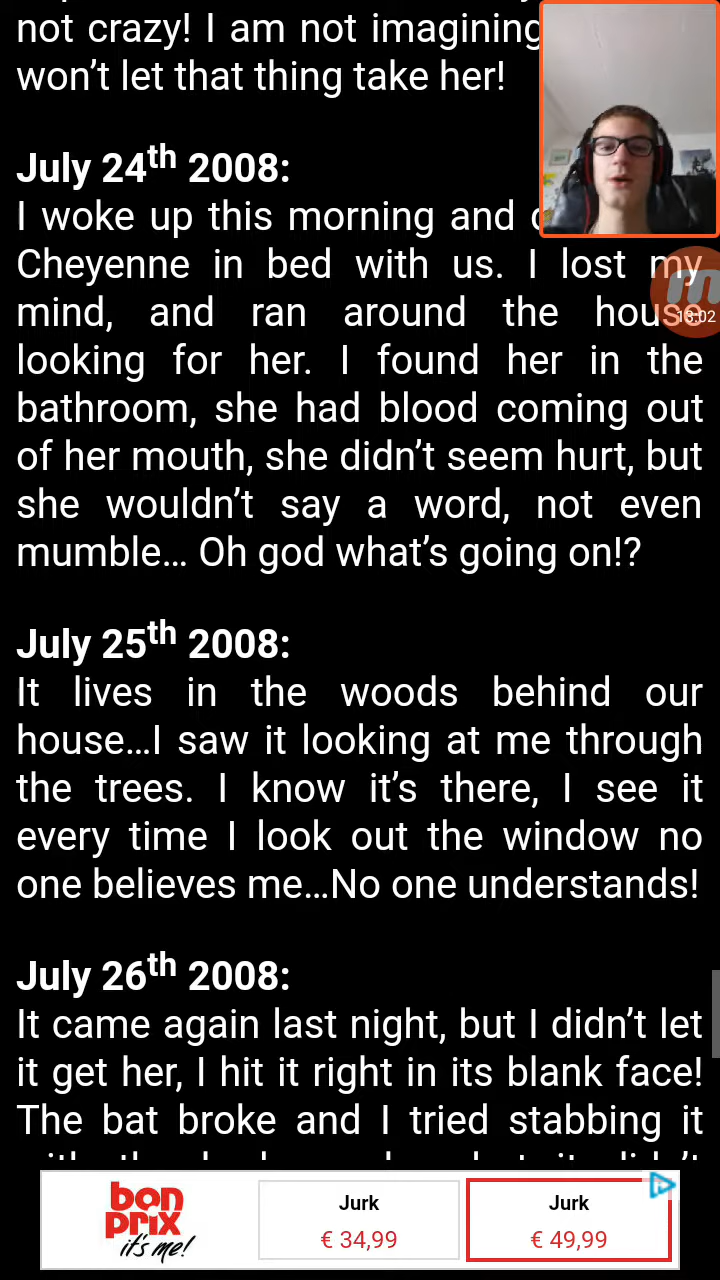 not crazy! I am not imagining
won't let that thing take her!
July 24th 2008:
I woke up this morning and
Cheyenne in bed with us. I lost my
mind, and ran around the house
looking for her. I found her in the
bathroom, she had blood coming out
of her mouth, she didn't seem hurt, but
she wouldn't say a word, not even
mumble... Oh god what's going on!?
July 25th 2008:
It lives in the woods behind our
house...I saw it looking at me through
the trees. I know it's there, I see it
every time I look out the window no
one believes me...No one understands!
July 26th 2008:
It came again last night, but I didn't let
it get her, I hit it right in its blank face!
The bat broke and I tried stabbing it
13:02
bon
prix
it's me!
Jurk
€ 34,99
Jurk
€ 49,99